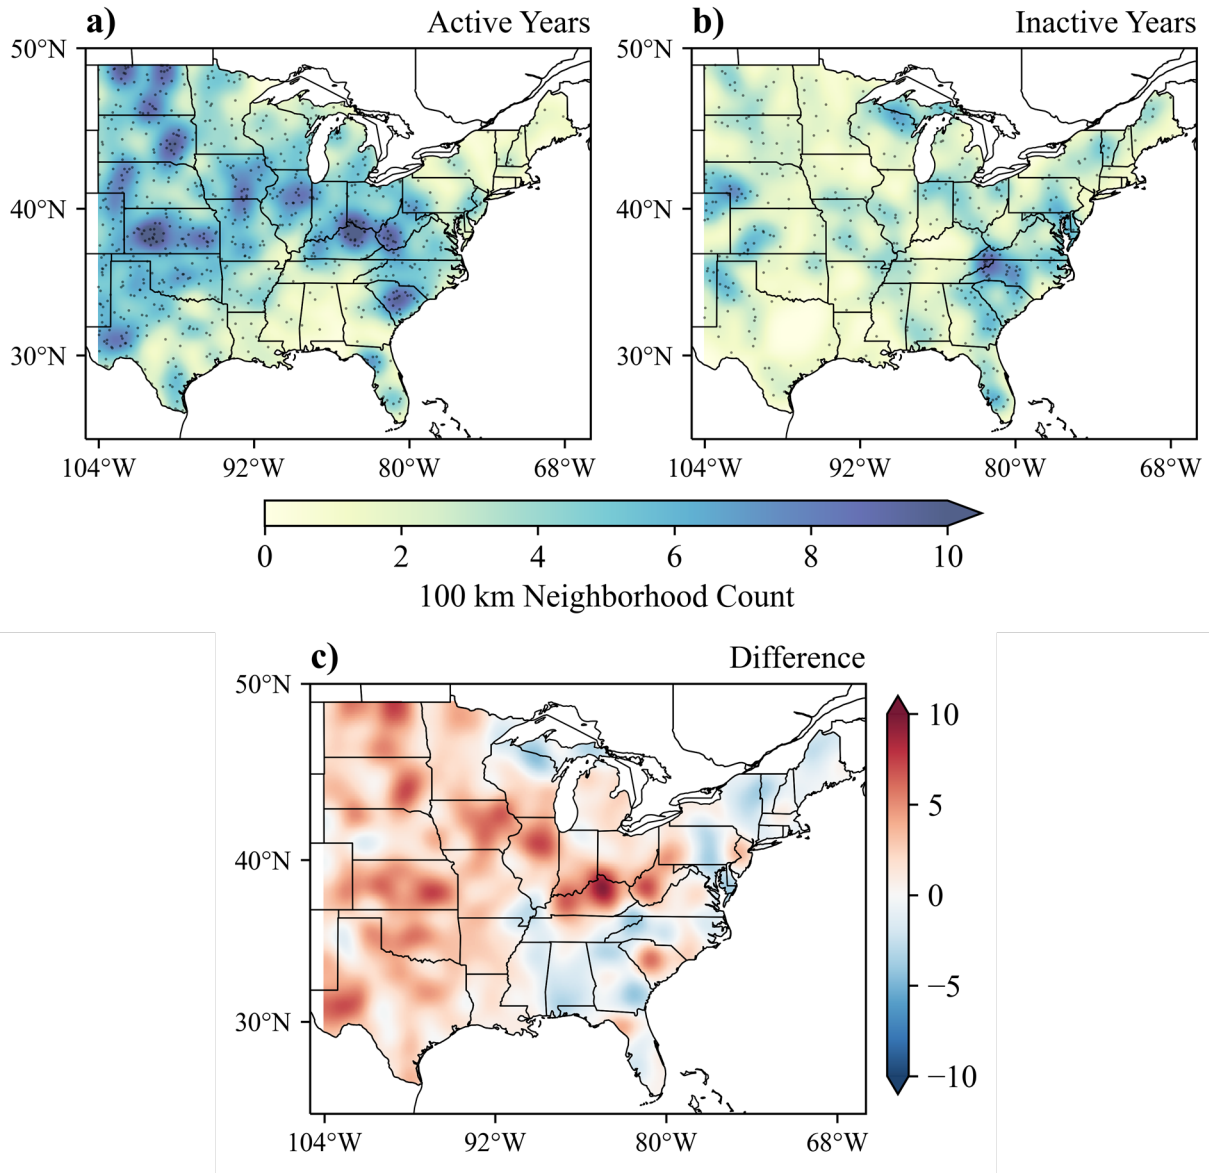 a) Active Years
b) Inactive Years
50°N
40°N
30°N
104°W 92°W 80°W 68°W
50°N
40°N
30°N
104°W 92°W 80°W 68°W
0 2 4 6 8 10
100 km Neighborhood Count
c) Difference
50°N
40°N
30°N
104°W 92°W 80°W 68°W
10
5
0
−5
−10